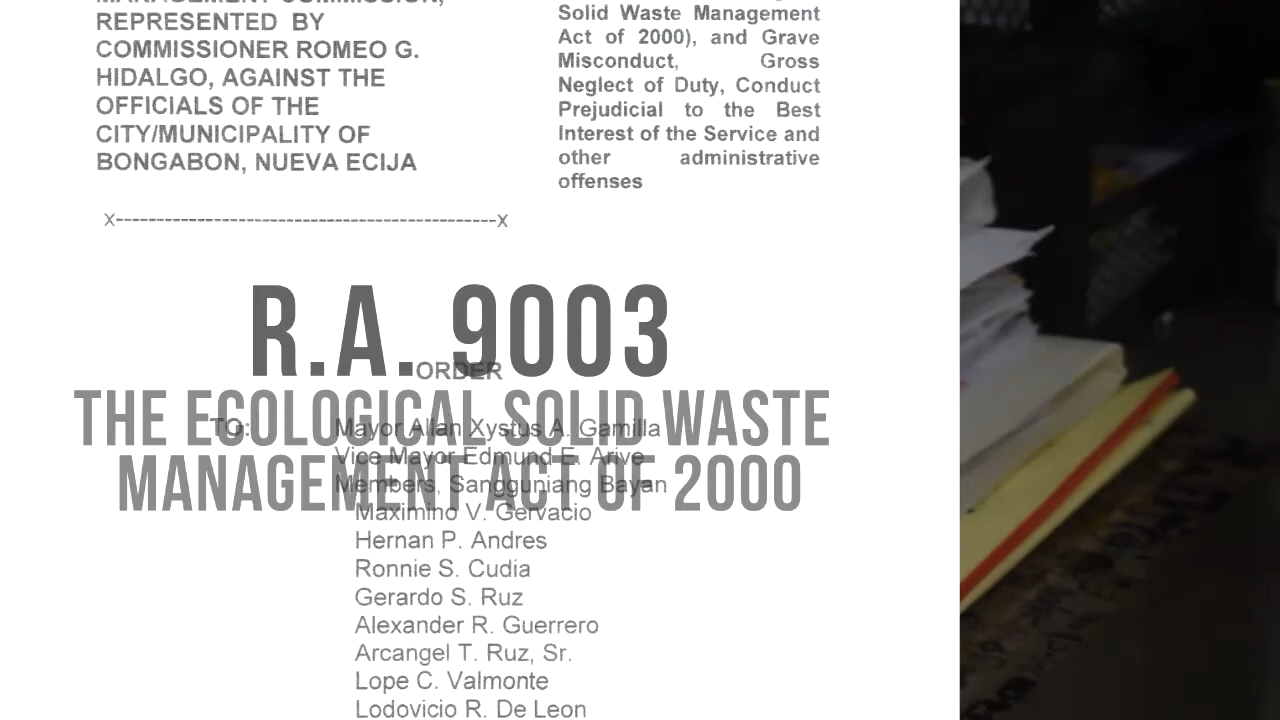 REPRESENTED BY
COMMISSIONER ROMEO G.
HIDALGO, AGAINST THE
OFFICIALS OF THE
CITY/MUNICIPALITY OF
BONGABON, NUEVA ECIJA
Solid Waste Management
Act of 2000), and Grave
Misconduct, Gross
Neglect of Duty, Conduct
Prejudicial to the Best
Interest of the Service and
other administrative
offenses
x-----------------------------------------------x
R.A. 9003
ORDER
THE ECOLOGICAL SOLID WASTE
MANAGEMENT ACT OF 2000
TO: Mayor Allan Xystus A. Gamilla
Vice Mayor Edmund E. Arive
Members, Sangguniang Bayan
Maximino V. Gervacio
Hernan P. Andres
Ronnie S. Cudia
Gerardo S. Ruz
Alexander R. Guerrero
Arcangel T. Ruz, Sr.
Lope C. Valmonte
Lodovicio R. De Leon